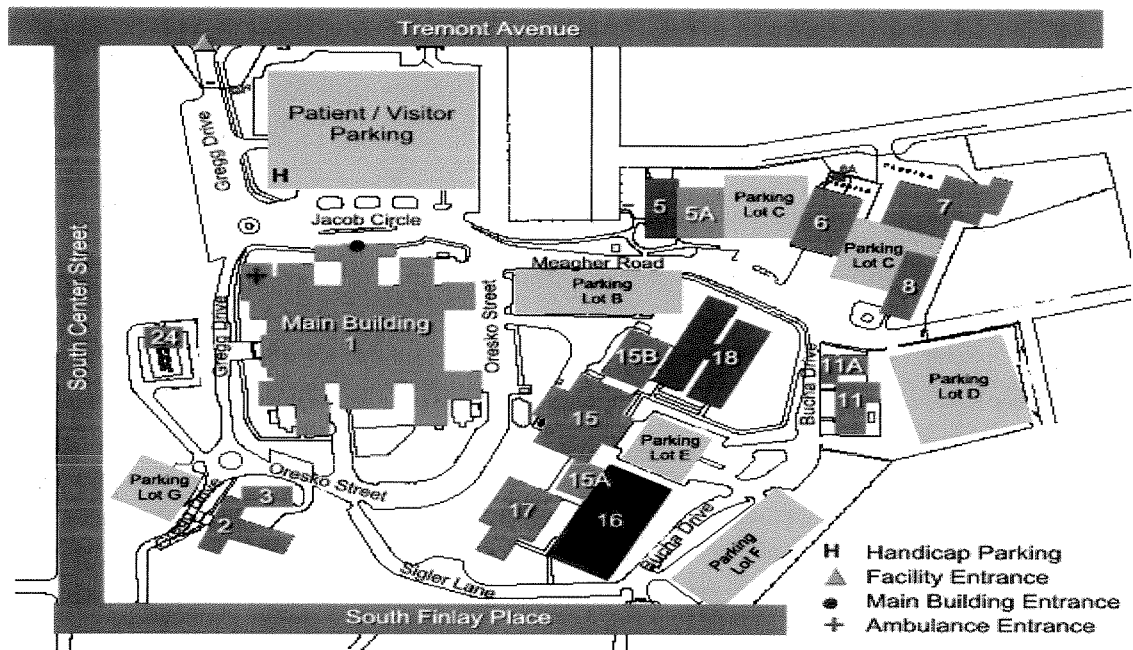 Tremont Avenue
Patient / Visitor
Parking
H
Gregg Drive
Jacob Circle
South Center Street
5
5A
Parking
Lot C
6
7
Parking
Lot C
8
Meagher Road
Parking
Lot B
Oresko Street
Main Building
1
24
Gregg Drive
15B
18
Bucha Drive
11A
11
Parking
Lot D
15
Parking
Lot E
15A
16
17
Parking
Lot G
Oresko Street
3
2
Gregg Drive
Bucha Drive
Parking
Lot F
Sigler Lane
South Finlay Place
H Handicap Parking
Facility Entrance
Main Building Entrance
Ambulance Entrance